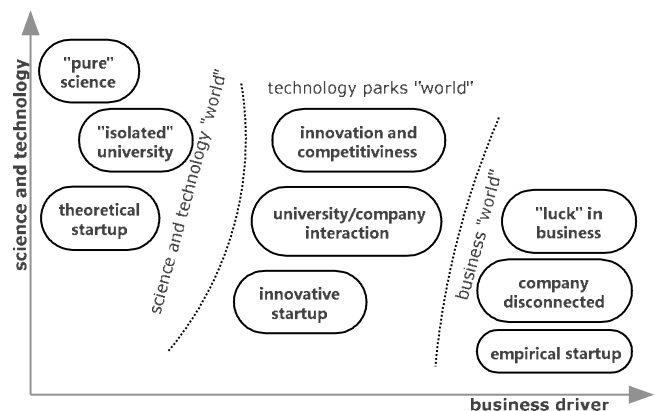 science and technology
"pure"
science
"isolated"
university
theoretical
startup
science and technology "world"
technology parks "world"
innovation and
competitiviness
university/company
interaction
innovative
startup
business "world"
"luck" in
business
company
disconnected
empirical startup
business driver